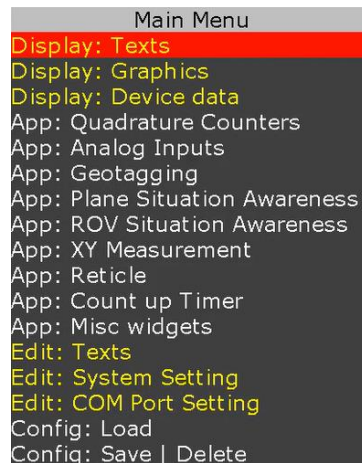 Main Menu
Display: Texts
Display: Graphics
Display: Device data
App: Quadrature Counters
App: Analog Inputs
App: Geotagging
App: Plane Situation Awareness
App: ROV Situation Awareness
App: XY Measurement
App: Reticle
App: Count up Timer
App: Misc widgets
Edit: Texts
Edit: System Setting
Edit: COM Port Setting
Config: Load
Config: Save | Delete